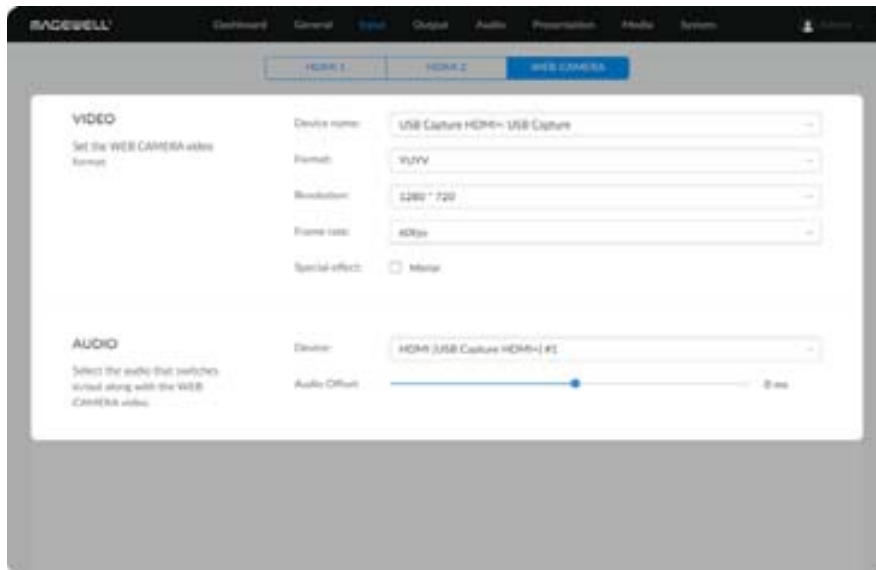 MAGEWELL
Dashboard General Input Output Audio Presentation Media System Admin
HDMI 1 HDMI 2 WEB CAMERA
VIDEO
Set the WEB CAMERA video
format
Device name: USB Capture HDMI+: USB Capture
Format: YUYV
Resolution: 1280 * 720
Frame rate: 60fps
Special effect: Mirror
AUDIO
Select the audio that switches
in/out along with the WEB
CAMERA video.
Device: HDMI (USB Capture HDMI+) #1
Audio Offset: 0 ms